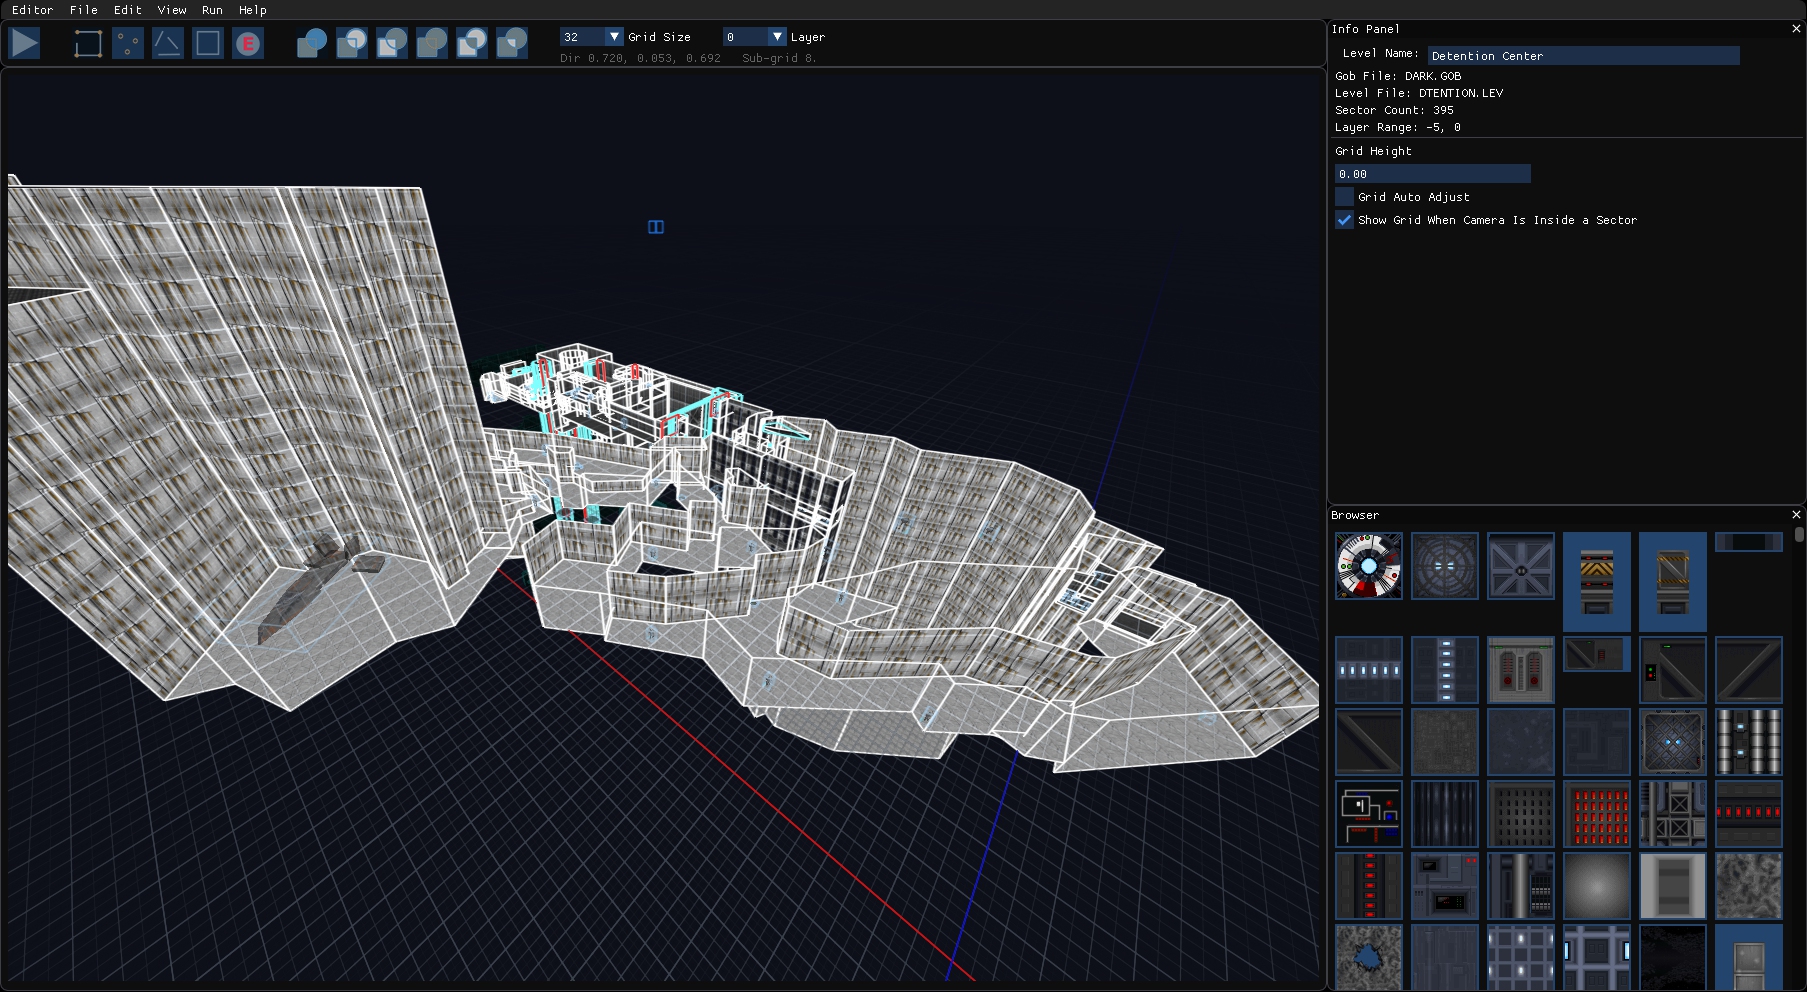 Editor File Edit View Run Help
E
32 Grid Size 0 Layer
Dir 0.720, 0.053, 0.692 Sub-grid 8.
Info Panel
Level Name: Detention Center
Gob File: DARK.GOB
Level File: DTENTION.LEV
Sector Count: 395
Layer Range: -5, 0
Grid Height
0.00
Grid Auto Adjust
Show Grid When Camera Is Inside a Sector
Browser